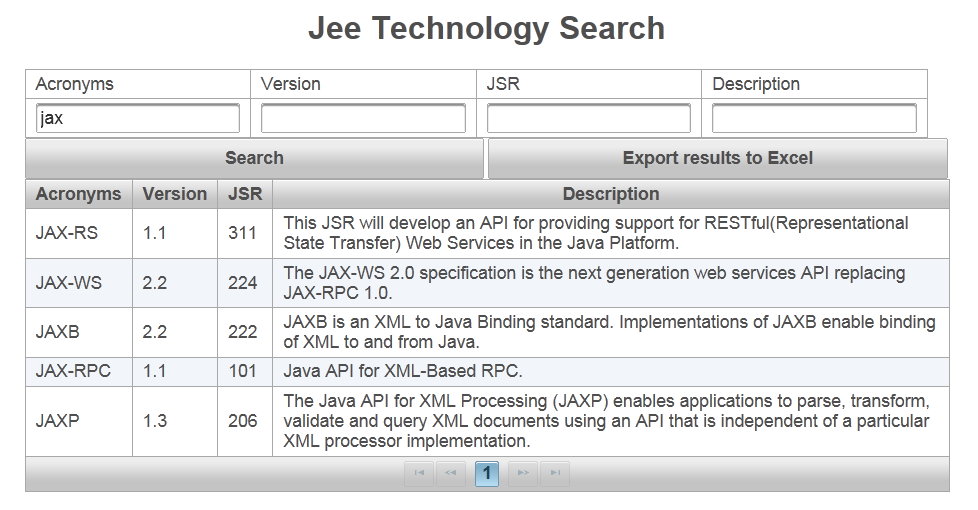 Jee Technology Search
Acronyms Version JSR Description
jax
Search Export results to Excel
Acronyms Version JSR Description
JAX-RS 1.1 311 This JSR will develop an API for providing support for RESTful(Representational
State Transfer) Web Services in the Java Platform.
JAX-WS 2.2 224 The JAX-WS 2.0 specification is the next generation web services API replacing
JAX-RPC 1.0.
JAXB 2.2 222 JAXB is an XML to Java Binding standard. Implementations of JAXB enable binding
of XML to and from Java.
JAX-RPC 1.1 101 Java API for XML-Based RPC.
JAXP 1.3 206 The Java API for XML Processing (JAXP) enables applications to parse, transform,
validate and query XML documents using an API that is independent of a particular
XML processor implementation.
1